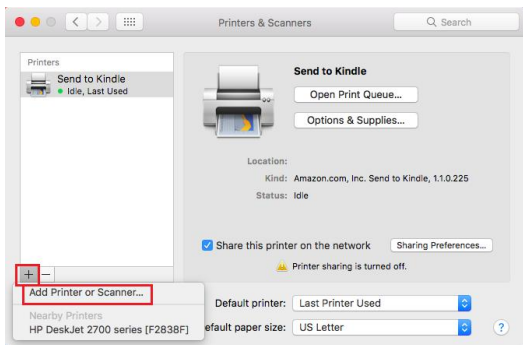 Printers & Scanners
Search
Printers
Send to Kindle
Idle, Last Used
Send to Kindle
Open Print Queue...
Options & Supplies...
Location:
Kind: Amazon.com, Inc. Send to Kindle, 1.1.0.225
Status: Idle
Share this printer on the network
Sharing Preferences...
Printer sharing is turned off.
+ −
Add Printer or Scanner...
Nearby Printers
HP DeskJet 2700 series [F2838F]
Default printer: Last Printer Used
efault paper size: US Letter
?